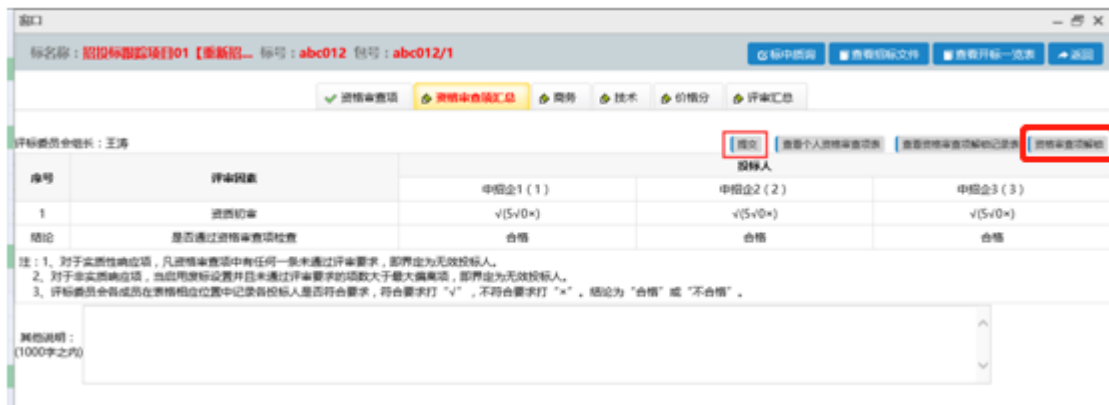 窗口
标名称：招投标跟踪项目01【重新招... 标号：abc012 包号：abc012/1
标中质询 查看招标文件 查看开标一览表 返回
资格审查项 资格审查项汇总 商务 技术 价格分 评审汇总
评标委员会组长：王涛
提交 查看个人资格审查项表 查看资格审查项解锁记录表 资格审查项解锁
序号 评审因素 投标人
中招企1（1） 中招企2（2） 中招企3（3）
1 资质初审 √(5√0×) √(5√0×) √(5√0×)
结论 是否通过资格审查项检查 合格 合格 合格
注：1、对于实质性响应项，凡资格审查项中有任何一条未通过评审要求，即界定为无效投标人。
2、对于非实质响应项，当启用废标设置并且未通过评审要求的项数大于最大偏离项，即界定为无效投标人。
3、评标委员会各成员在表格相应位置中记录各投标人是否符合要求，符合要求打“√”，不符合要求打“×”。结论为“合格”或“不合格”。
其他说明：
(1000字之内)